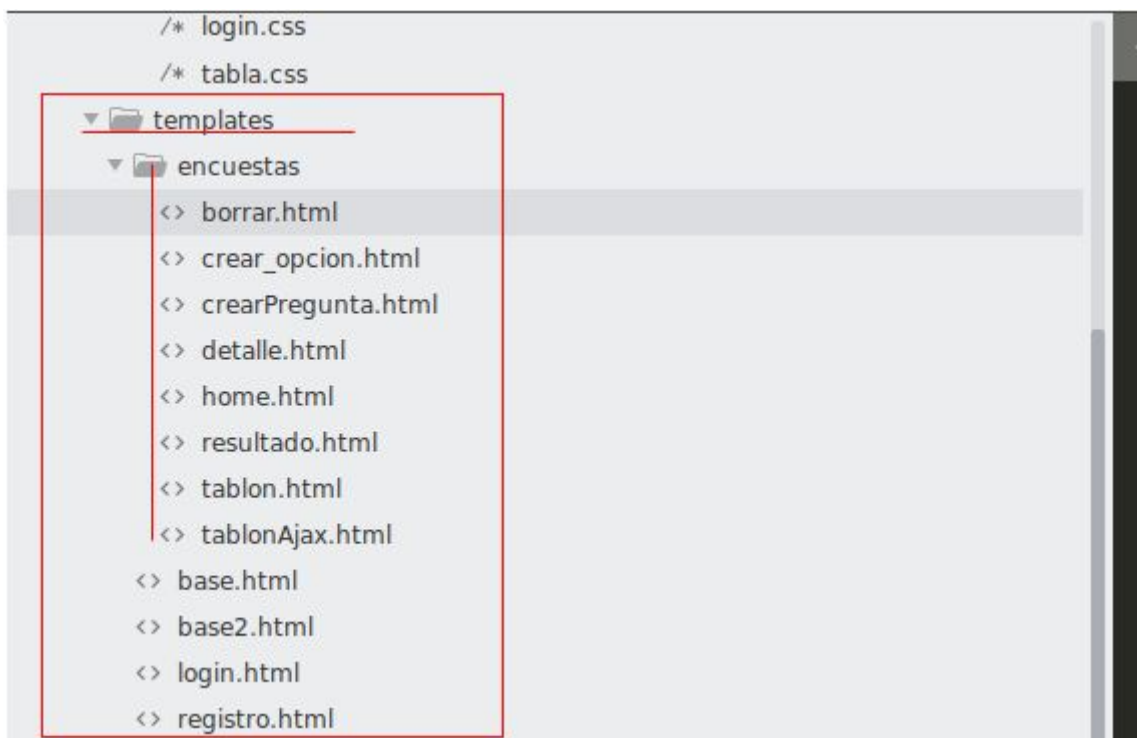 /* login.css
/* tabla.css
templates
encuestas
<> borrar.html
<> crear_opcion.html
<> crearPregunta.html
<> detalle.html
<> home.html
<> resultado.html
<> tablon.html
<> tablonAjax.html
<> base.html
<> base2.html
<> login.html
<> registro.html